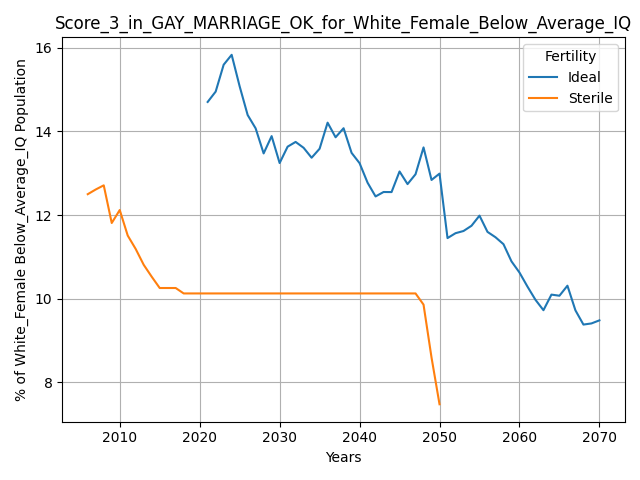 Score_3_in_GAY_MARRIAGE_OK_for_White_Female_Below_Average_IQ
% of White_Female Below_Average_IQ Population
16
14
12
10
8
Fertility
Ideal
Sterile
2010 2020 2030 2040 2050 2060 2070
Years